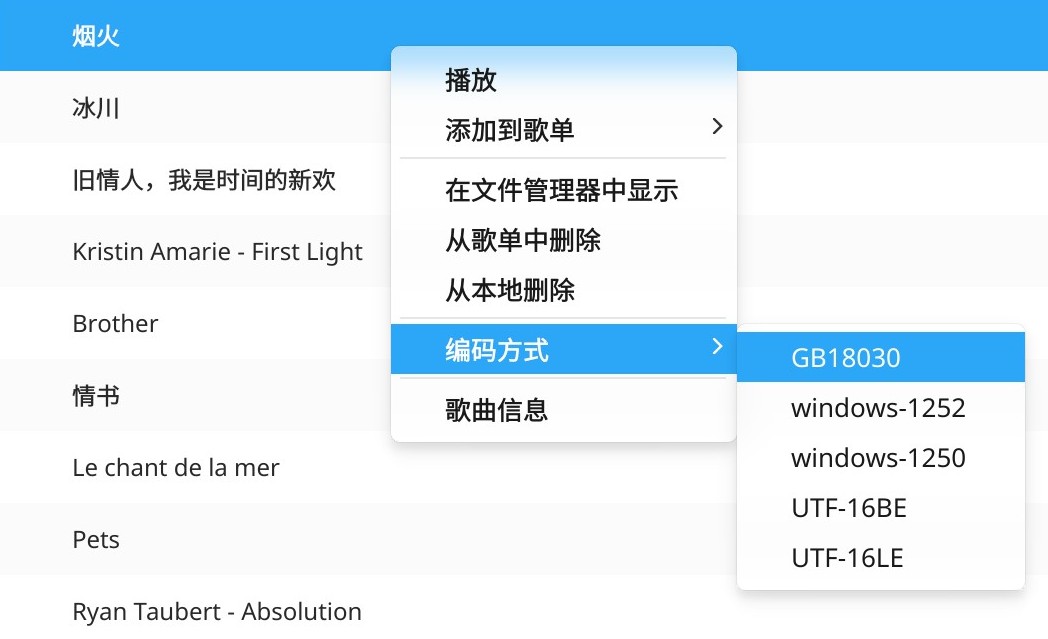 烟火
冰川
旧情人，我是时间的新欢
Kristin Amarie - First Light
Brother
情书
Le chant de la mer
Pets
Ryan Taubert - Absolution
播放
添加到歌单
在文件管理器中显示
从歌单中删除
从本地删除
编码方式
歌曲信息
GB18030
windows-1252
windows-1250
UTF-16BE
UTF-16LE